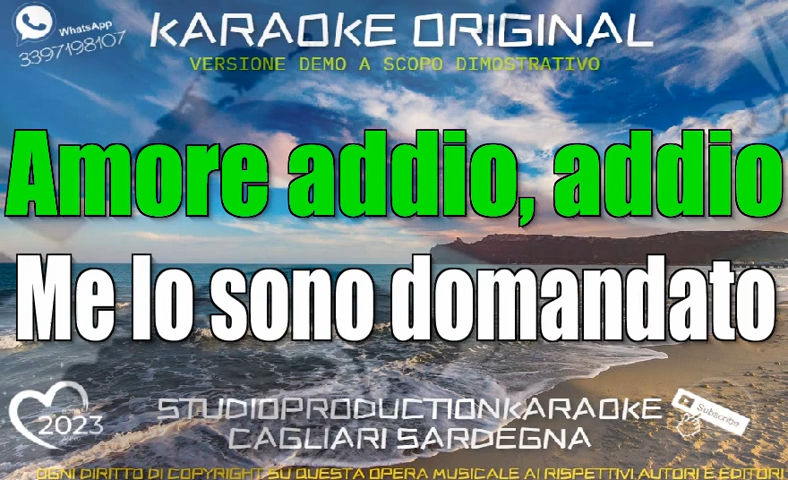 WhatsApp
3397198107
KARAOKE ORIGINAL
VERSIONE DEMO A SCOPO DIMOSTRATIVO
Amore addio, addio
Me lo sono domandato
2023
STUDIOPRODUCTIONKARAOKE
Subscribe
CAGLIARI SARDEGNA
OGNI DIRITTO DI COPYRIGHT SU QUESTA OPERA MUSICALE AI RISPETTIVI AUTORI E EDITORI